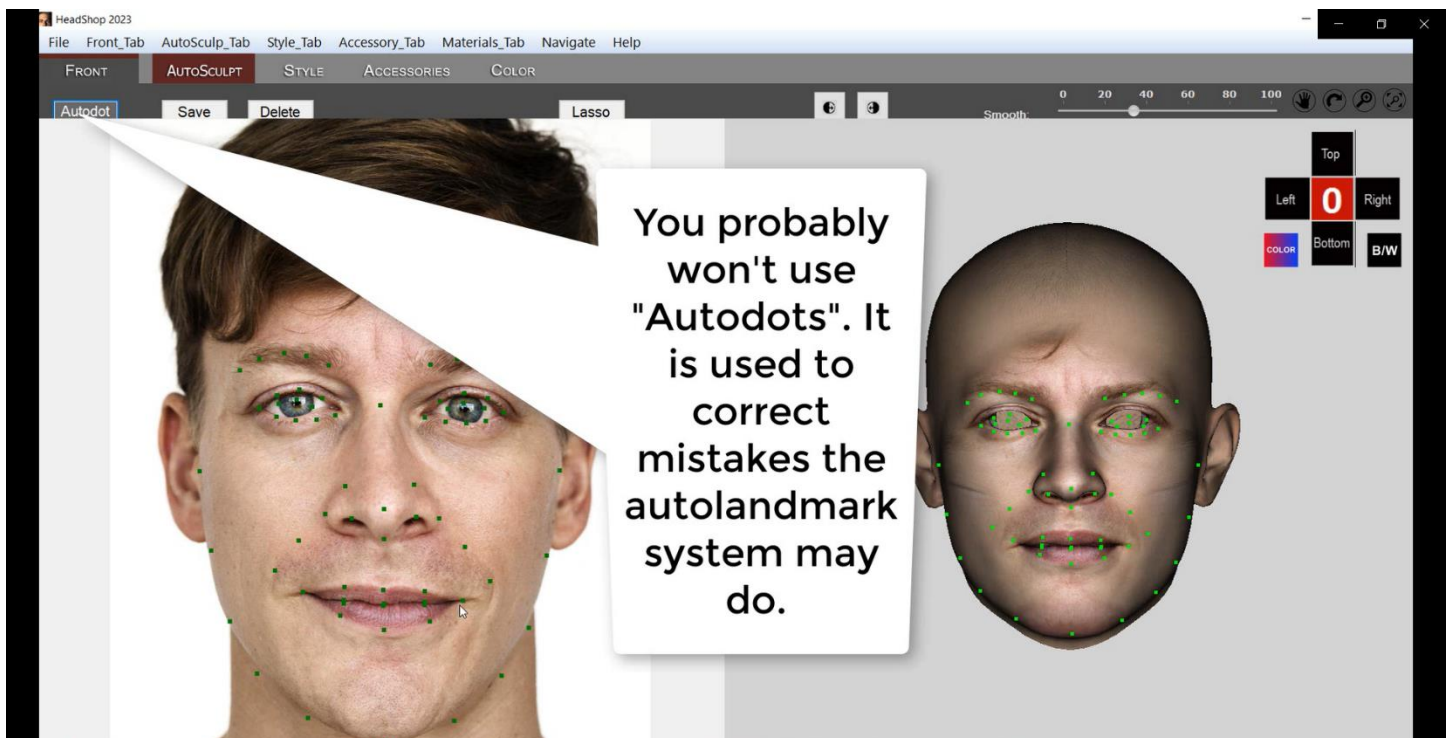 HeadShop 2023
File Front_Tab AutoSculp_Tab Style_Tab Accessory_Tab Materials_Tab Navigate Help
FRONT AUTOSCULPT STYLE ACCESSORIES COLOR
0 20 40 60 80 100
Autodot Save Delete Lasso Smooth:
Top
Left 0 Right
COLOR Bottom B/W
You probably
won't use
"Autodots". It
is used to
correct
mistakes the
autolandmark
system may
do.